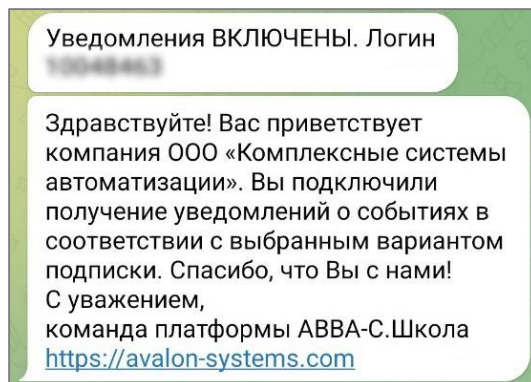 Уведомления ВКЛЮЧЕНЫ. Логин
Здравствуйте! Вас приветствует
компания ООО «Комплексные системы
автоматизации». Вы подключили
получение уведомлений о событиях в
соответствии с выбранным вариантом
подписки. Спасибо, что Вы с нами!
С уважением,
команда платформы АВВА-С.Школа
https://avalon-systems.com